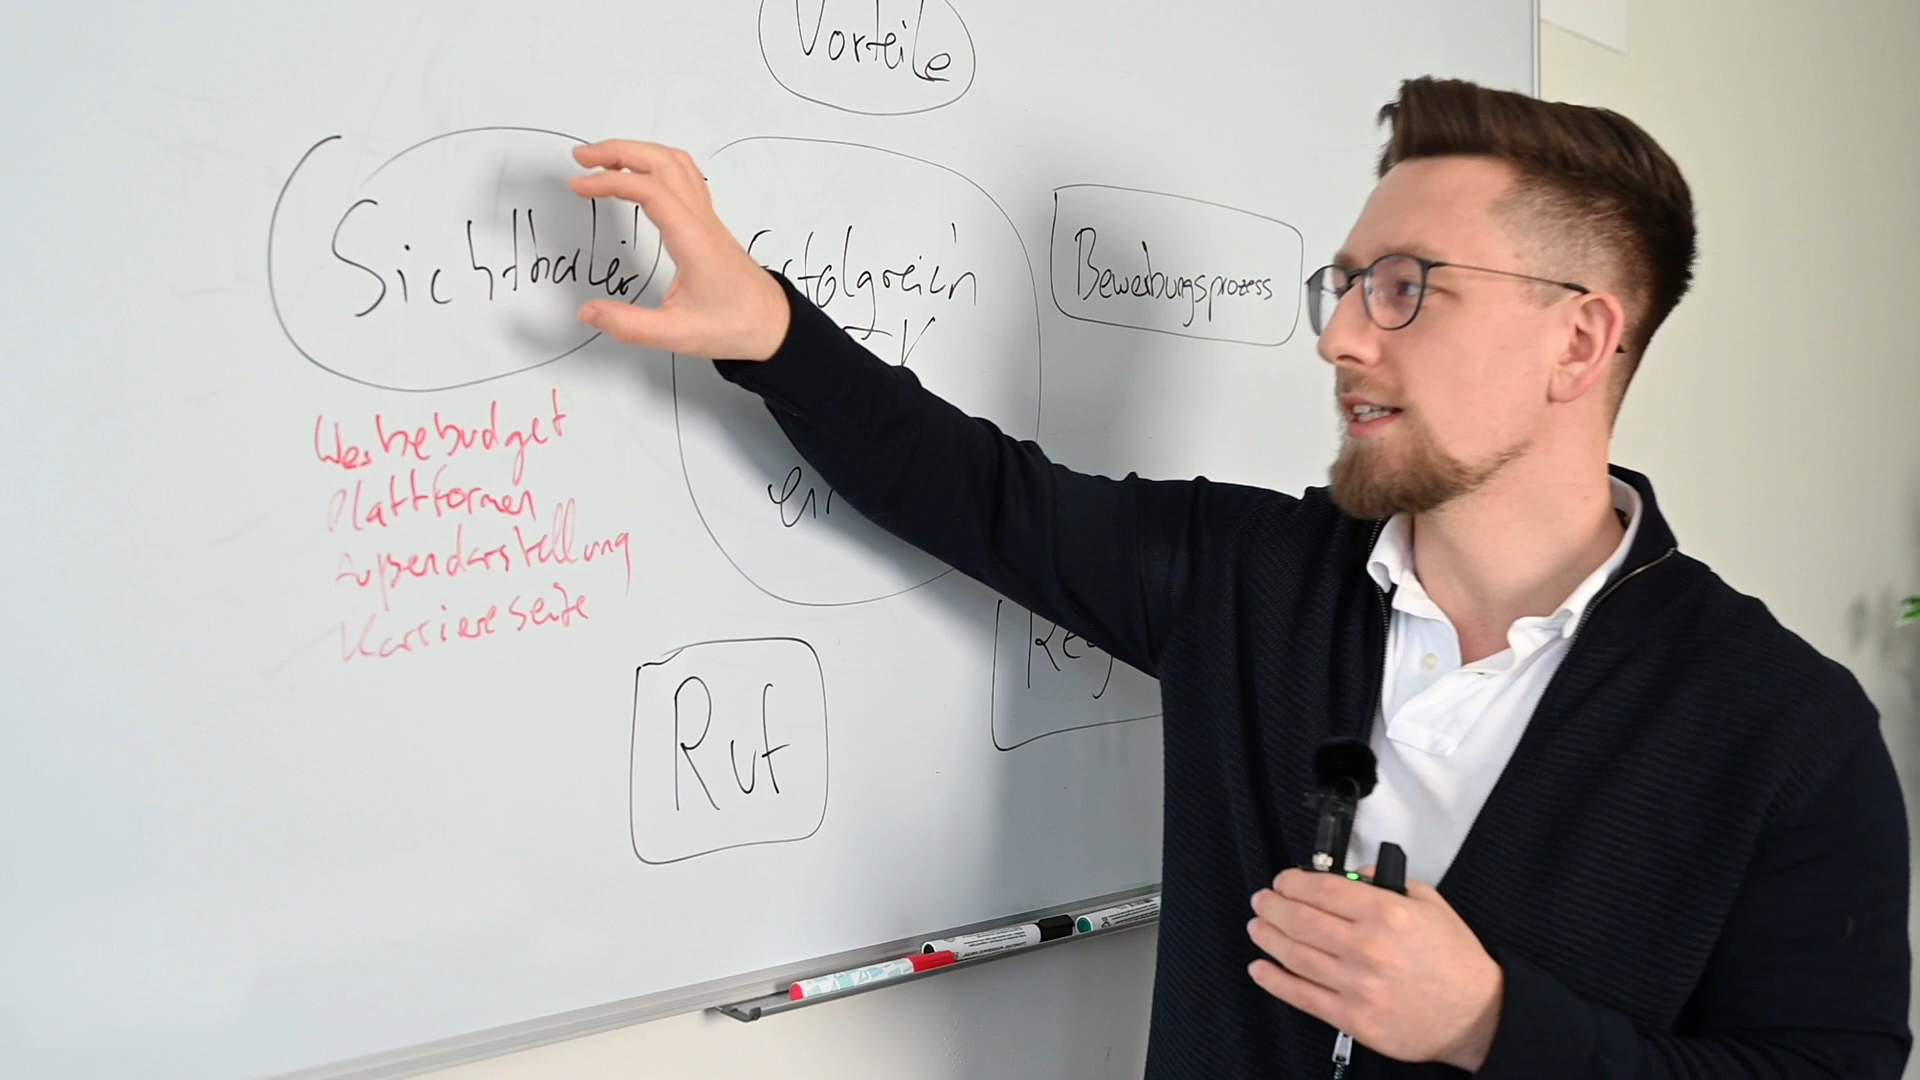 Vorteile
Sichtbarkeit
Erfolgreich
Bewerbungsprozess
Werbebudget
Plattformen
Außendarstellung
Karriereseite
Ruf